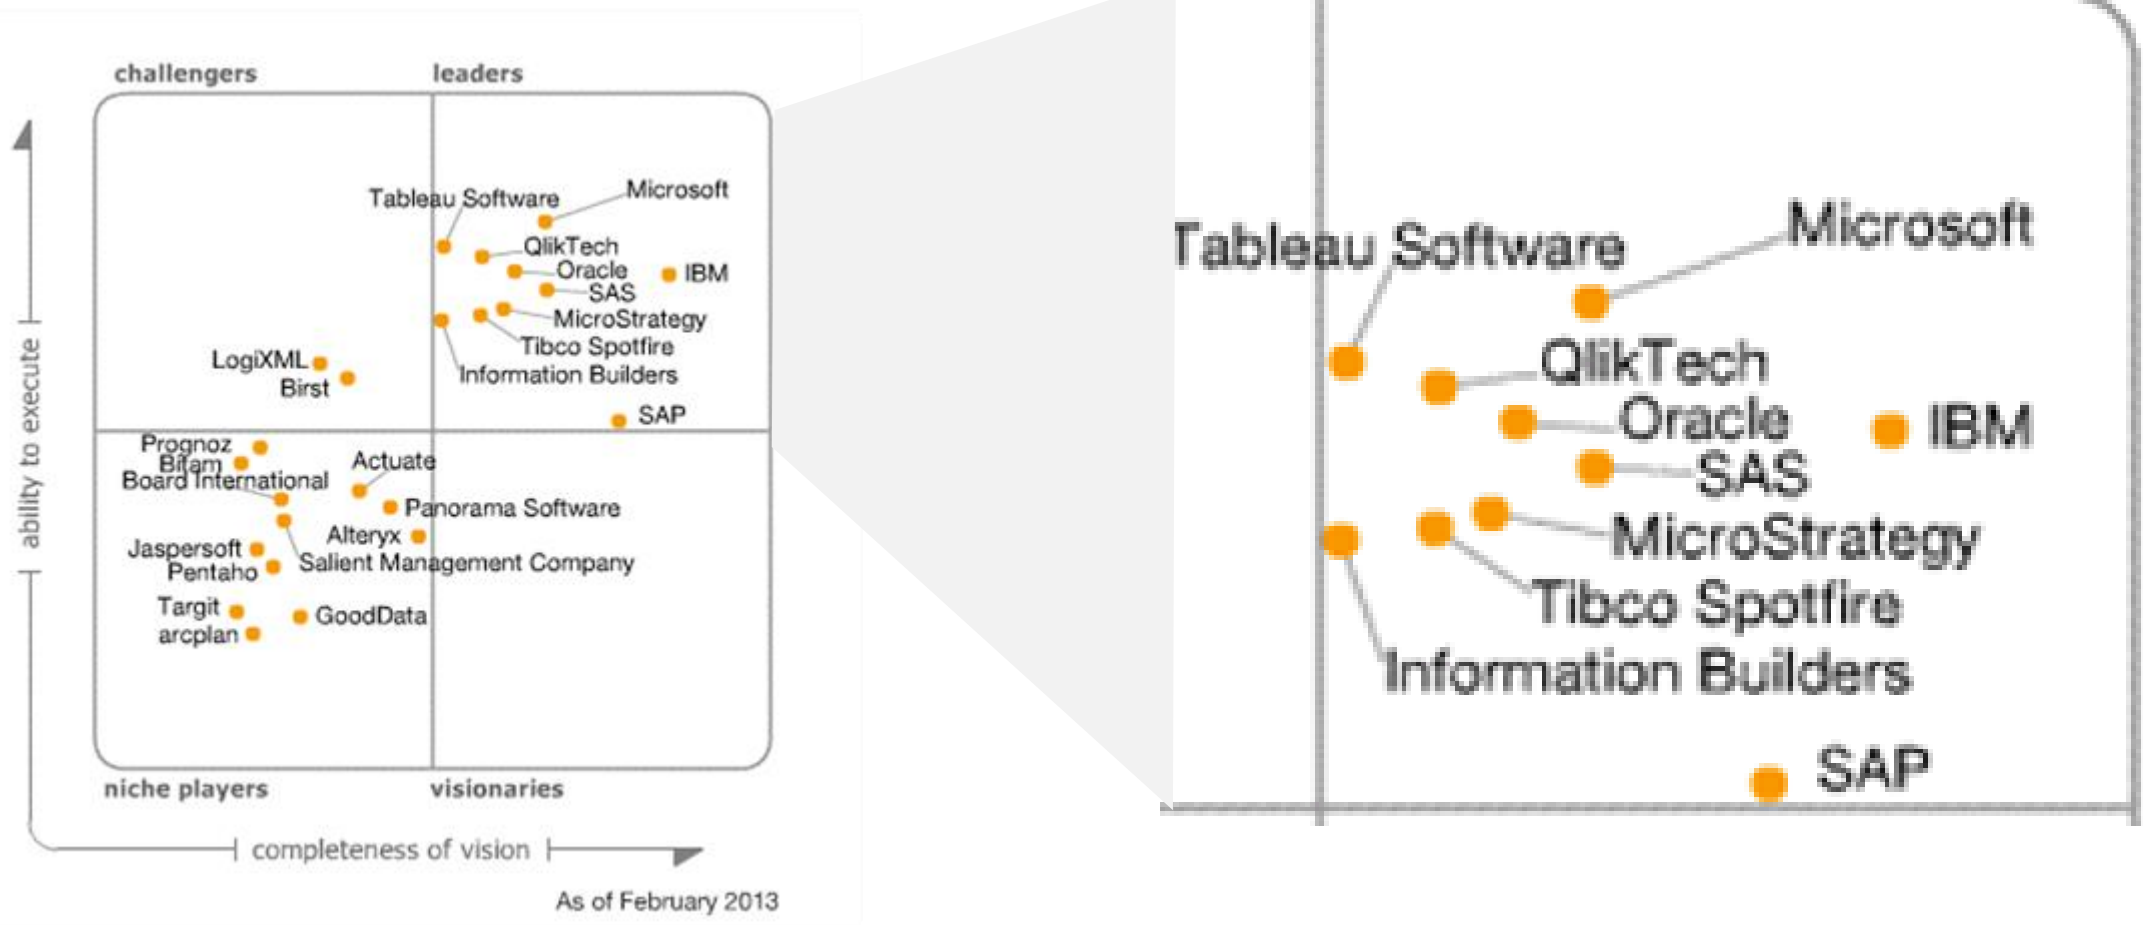 challengers
leaders
Tableau Software
Microsoft
QlikTech
Oracle
IBM
SAS
MicroStrategy
Tibco Spotfire
Information Builders
LogiXML
Birst
SAP
Prognoz
Bitam
Board International
Actuate
Panorama Software
Alteryx
Jaspersoft
Salient Management Company
Pentaho
Targit
GoodData
arcplan
niche players
visionaries
ability to execute
completeness of vision
As of February 2013
Tableau Software
Microsoft
QlikTech
Oracle
IBM
SAS
MicroStrategy
Tibco Spotfire
Information Builders
SAP